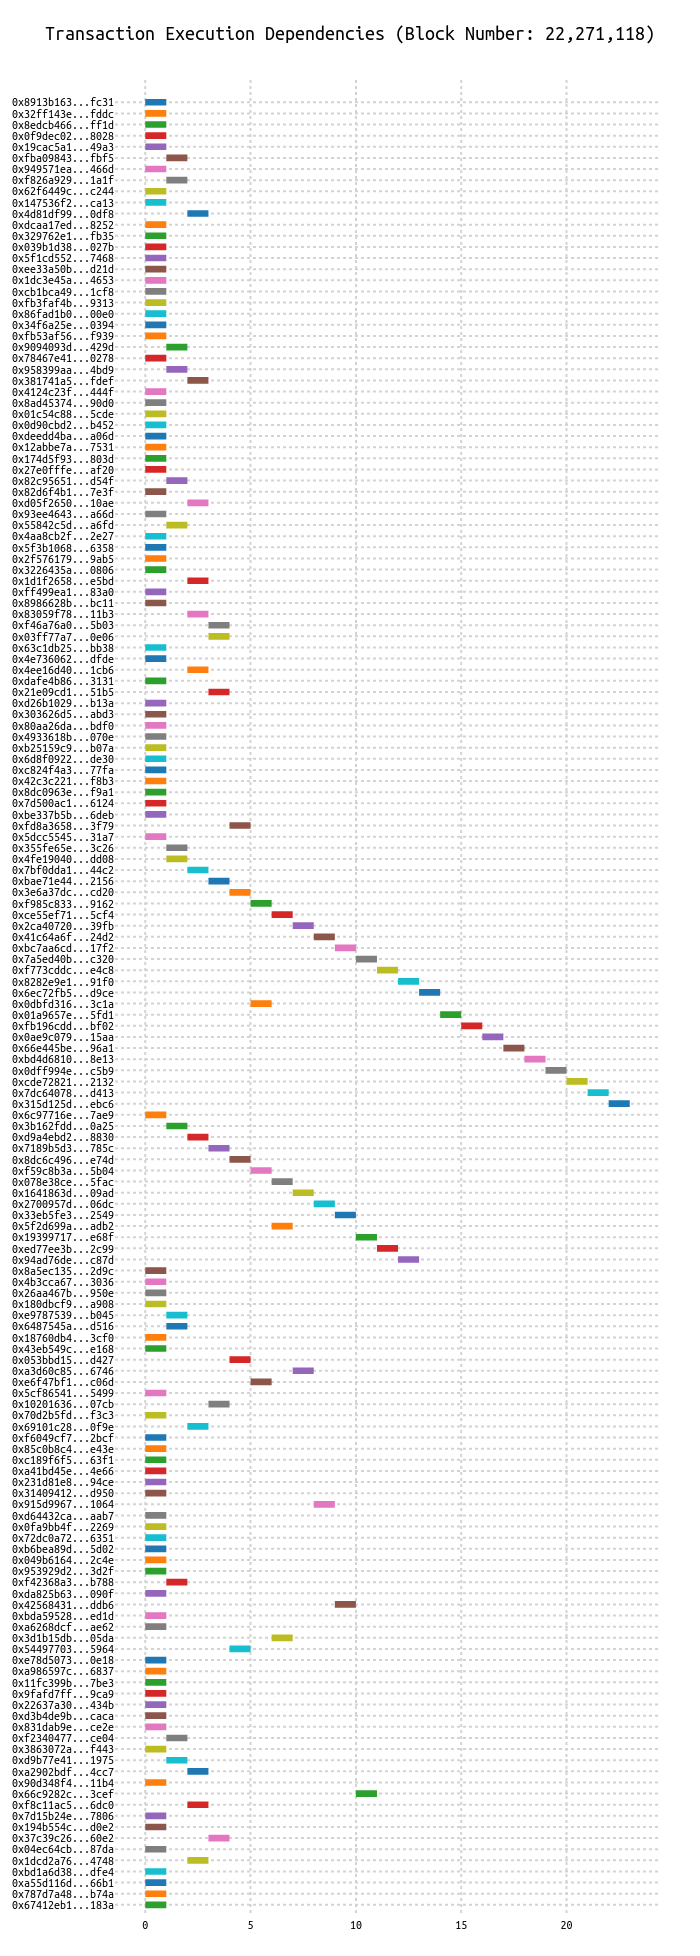 Transaction Execution Dependencies (Block Number: 22,271,118)
0x8913b163...fc31
0x32ff143e...fddc
0x8edcb466...ff1d
0x0f9dec02...8028
0x19cac5a1...49a3
0xfba09843...fbf5
0x949571ea...466d
0xf826a929...1a1f
0x62f6449c...c244
0x147536f2...ca13
0x4d81df99...0df8
0xdcaa17ed...8252
0x329762e1...fb35
0x039b1d38...027b
0x5f1cd552...7468
0xee33a50b...d21d
0x1dc3e45a...4653
0xcb1bca49...1cf8
0xfb3faf4b...9313
0x86fad1b0...00e0
0x34f6a25e...0394
0xfb53af56...f939
0x9094093d...429d
0x78467e41...0278
0x958399aa...4bd9
0x381741a5...fdef
0x4124c23f...444f
0x8ad45374...90d0
0x01c54c88...5cde
0x0d90cbd2...b452
0xdeedd4ba...a06d
0x12abbe7a...7531
0x174d5f93...803d
0x27e0fffe...af20
0x82c95651...d54f
0x82d6f4b1...7e3f
0xd05f2650...10ae
0x93ee4643...a66d
0x55842c5d...a6fd
0x4aa8cb2f...2e27
0x5f3b1068...6358
0x2f576179...9ab5
0x3226435a...0806
0x1d1f2658...e5bd
0xff499ea1...83a0
0x8986628b...bc11
0x83059f78...11b3
0xf46a76a0...5b03
0x03ff77a7...0e06
0x63c1db25...bb38
0x4e736062...dfde
0x4ee16d40...1cb6
0xdafe4b86...3131
0x21e09cd1...51b5
0xd26b1029...b13a
0x303626d5...abd3
0x80aa26da...bdf0
0x4933618b...070e
0xb25159c9...b07a
0x6d8f0922...de30
0xc824f4a3...77fa
0x42c3c221...f8b3
0x8dc0963e...f9a1
0x7d500ac1...6124
0xbe337b5b...6deb
0xfd8a3658...3f79
0x5dcc5545...31a7
0x355fe65e...3c26
0x4fe19040...dd08
0x7bf0dda1...44c2
0xbae71e44...2156
0x3e6a37dc...cd20
0xf985c833...9162
0xce55ef71...5cf4
0x2ca40720...39fb
0x41c64a6f...24d2
0xbc7aa6cd...17f2
0x7a5ed40b...c320
0xf773cddc...e4c8
0x8282e9e1...91f0
0x6ec72fb5...d9ce
0x0dbfd316...3c1a
0x01a9657e...5fd1
0xfb196cdd...bf02
0x0ae9c079...15aa
0x66e445be...96a1
0xbd4d6810...8e13
0x0dff994e...c5b9
0xcde72821...2132
0x7dc64078...d413
0x315d125d...ebc6
0x6c97716e...7ae9
0x3b162fdd...0a25
0xd9a4ebd2...8830
0x7189b5d3...785c
0x8dc6c496...e74d
0xf59c8b3a...5b04
0x078e38ce...5fac
0x1641863d...09ad
0x2700957d...06dc
0x33eb5fe3...2549
0x5f2d699a...adb2
0x19399717...e68f
0xed77ee3b...2c99
0x94ad76de...c87d
0x8a5ec135...2d9c
0x4b3cca67...3036
0x26aa467b...950e
0x180dbcf9...a908
0xe9787539...b045
0x6487545a...d516
0x18760db4...3cf0
0x43eb549c...e168
0x053bbd15...d427
0xa3d60c85...6746
0xe6f47bf1...c06d
0x5cf86541...5499
0x10201636...07cb
0x70d2b5fd...f3c3
0x69101c28...0f9e
0xf6049cf7...2bcf
0x85c0b8c4...e43e
0xc189f6f5...63f1
0xa41bd45e...4e66
0x231d81e8...94ce
0x31409412...d950
0x915d9967...1064
0xd64432ca...aab7
0x0fa9bb4f...2269
0x72dc0a72...6351
0xb6bea89d...5d02
0x049b6164...2c4e
0x953929d2...3d2f
0xf42368a3...b788
0xda825b63...090f
0x42568431...ddb6
0xbda59528...ed1d
0xa6268dcf...ae62
0x3d1b15db...05da
0x54497703...5964
0xe78d5073...0e18
0xa986597c...6837
0x11fc399b...7be3
0x9fafd7ff...9ca9
0x22637a30...434b
0xd3b4de9b...caca
0x831dab9e...ce2e
0xf2340477...ce04
0x3863072a...f443
0xd9b77e41...1975
0xa2902bdf...4cc7
0x90d348f4...11b4
0x66c9282c...3cef
0xf8c11ac5...6dc0
0x7d15b24e...7806
0x194b554c...d0e2
0x37c39c26...60e2
0x04ec64cb...87da
0x1dcd2a76...4748
0xbd1a6d38...dfe4
0xa55d116d...66b1
0x787d7a48...b74a
0x67412eb1...183a
0 5 10 15 20